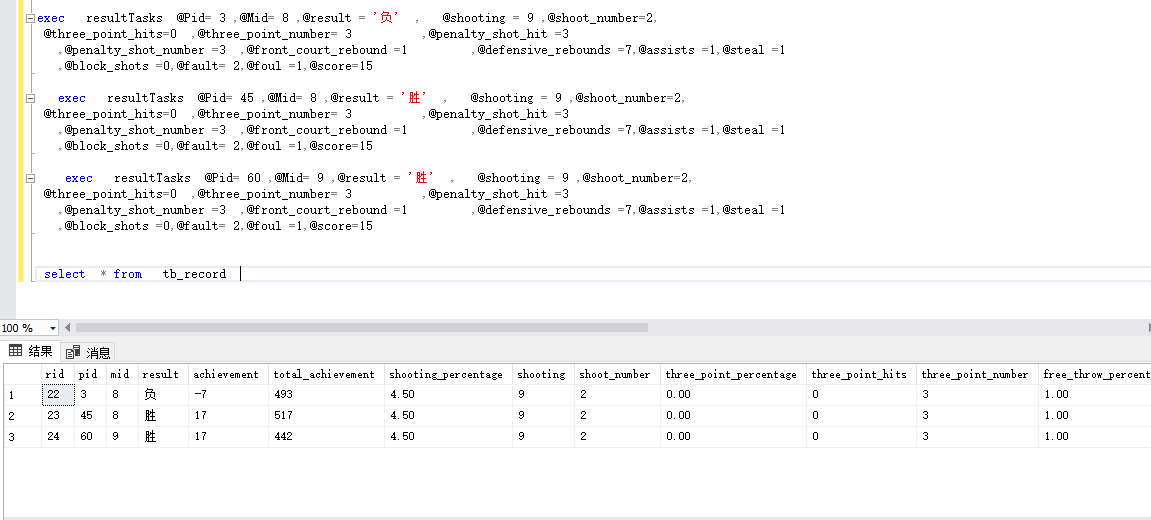 exec   resultTasks  @Pid= 3 ,@Mid= 8 ,@result = '负'  ,   @shooting = 9 ,@shoot_number=2,
@three_point_hits=0  ,@three_point_number= 3          ,@penalty_shot_hit =3
,@penalty_shot_number =3  ,@front_court_rebound =1         ,@defensive_rebounds =7,@assists =1,@steal =1
,@block_shots =0,@fault= 2,@foul =1,@score=15
exec   resultTasks  @Pid= 45 ,@Mid= 8 ,@result = '胜'  ,   @shooting = 9 ,@shoot_number=2,
@three_point_hits=0  ,@three_point_number= 3          ,@penalty_shot_hit =3
,@penalty_shot_number =3  ,@front_court_rebound =1         ,@defensive_rebounds =7,@assists =1,@steal =1
,@block_shots =0,@fault= 2,@foul =1,@score=15
exec   resultTasks  @Pid= 60 ,@Mid= 9 ,@result = '胜'  ,   @shooting = 9 ,@shoot_number=2,
@three_point_hits=0  ,@three_point_number= 3          ,@penalty_shot_hit =3
,@penalty_shot_number =3  ,@front_court_rebound =1         ,@defensive_rebounds =7,@assists =1,@steal =1
,@block_shots =0,@fault= 2,@foul =1,@score=15
select  * from   tb_record
100 %
结果 消息
rid pid mid result achievement total_achievement shooting_percentage shooting shoot_number three_point_percentage three_point_hits three_point_number free_throw_percent
1 22 3 8 负 -7 493 4.50 9 2 0.00 0 3 1.00
2 23 45 8 胜 17 517 4.50 9 2 0.00 0 3 1.00
3 24 60 9 胜 17 442 4.50 9 2 0.00 0 3 1.00